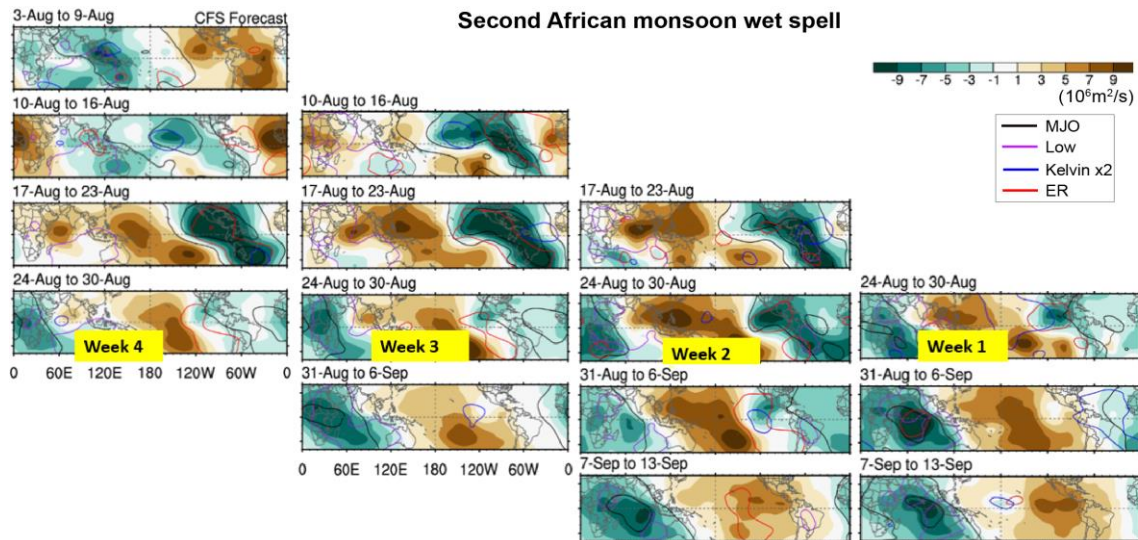 Second African monsoon wet spell
3-Aug to 9-Aug CFS Forecast
-9 -7 -5 -3 -1 1 3 5 7 9
(10⁶m²/s)
MJO
Low
Kelvin x2
ER
10-Aug to 16-Aug
10-Aug to 16-Aug
17-Aug to 23-Aug
17-Aug to 23-Aug
17-Aug to 23-Aug
24-Aug to 30-Aug
24-Aug to 30-Aug
24-Aug to 30-Aug
24-Aug to 30-Aug
Week 4
Week 3
Week 2
Week 1
0 60E 120E 180 120W 60W 0
31-Aug to 6-Sep
31-Aug to 6-Sep
31-Aug to 6-Sep
0 60E 120E 180 120W 60W 0
7-Sep to 13-Sep
7-Sep to 13-Sep